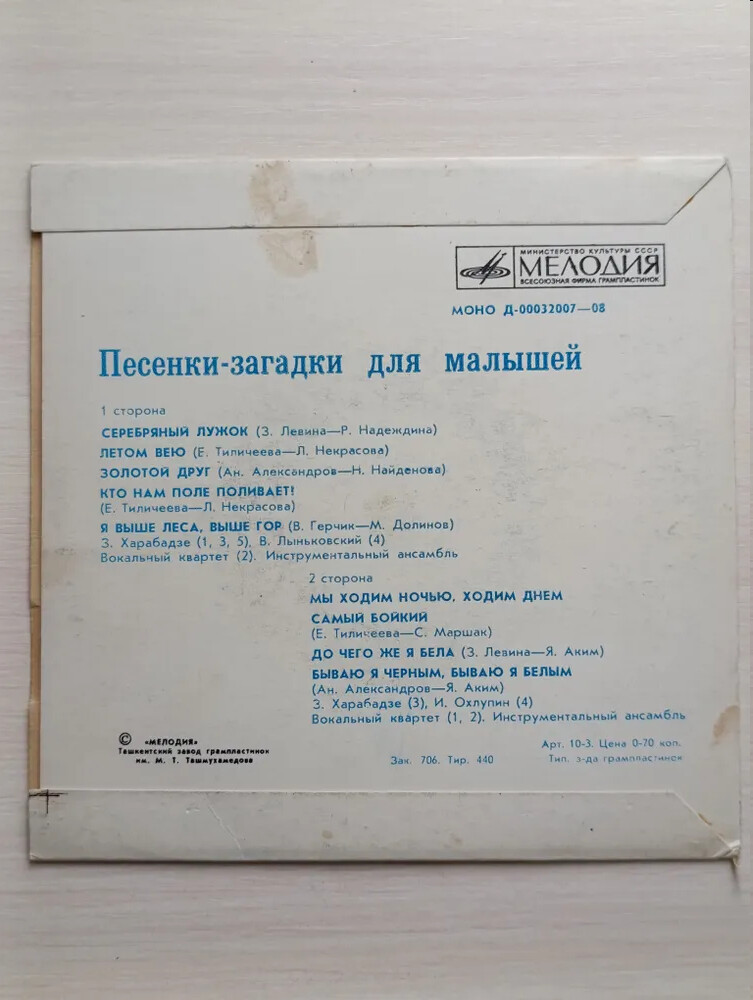 МИНИСТЕРСТВО КУЛЬТУРЫ СССР
МЕЛОДИЯ
ВСЕСОЮЗНАЯ ФИРМА ГРАМПЛАСТИНОК
МОНО Д-00032007—08
Песенки-загадки для малышей
1 сторона
СЕРЕБРЯНЫЙ ЛУЖОК (З. Левина—Р. Надеждина)
ЛЕТОМ ВЕЮ (Е. Тиличеева—Л. Некрасова)
ЗОЛОТОЙ ДРУГ (Ан. Александров—Н. Найденова)
КТО НАМ ПОЛЕ ПОЛИВАЕТ!
(Е. Тиличеева—Л. Некрасова)
Я ВЫШЕ ЛЕСА, ВЫШЕ ГОР (В. Герчик—М. Долинов)
З. Харабадзе (1, 3, 5), В. Лыньковский (4)
Вокальный квартет (2). Инструментальный ансамбль
2 сторона
МЫ ХОДИМ НОЧЬЮ, ХОДИМ ДНЕМ
САМЫЙ БОЙКИЙ
(Е. Тиличеева—С. Маршак)
ДО ЧЕГО ЖЕ Я БЕЛА (З. Левина—Я. Аким)
БЫВАЮ Я ЧЕРНЫМ, БЫВАЮ Я БЕЛЫМ
(Ан. Александров—Я. Аким)
З. Харабадзе (3), И. Охлупин (4)
Вокальный квартет (1, 2). Инструментальный ансамбль
© «МЕЛОДИЯ»
Ташкентский завод грампластинок
им. М. Т. Ташмухамедова
Зак. 706. Тир. 440
Арт. 10-3. Цена 0-70 коп.
Тип. з-да грампластинок